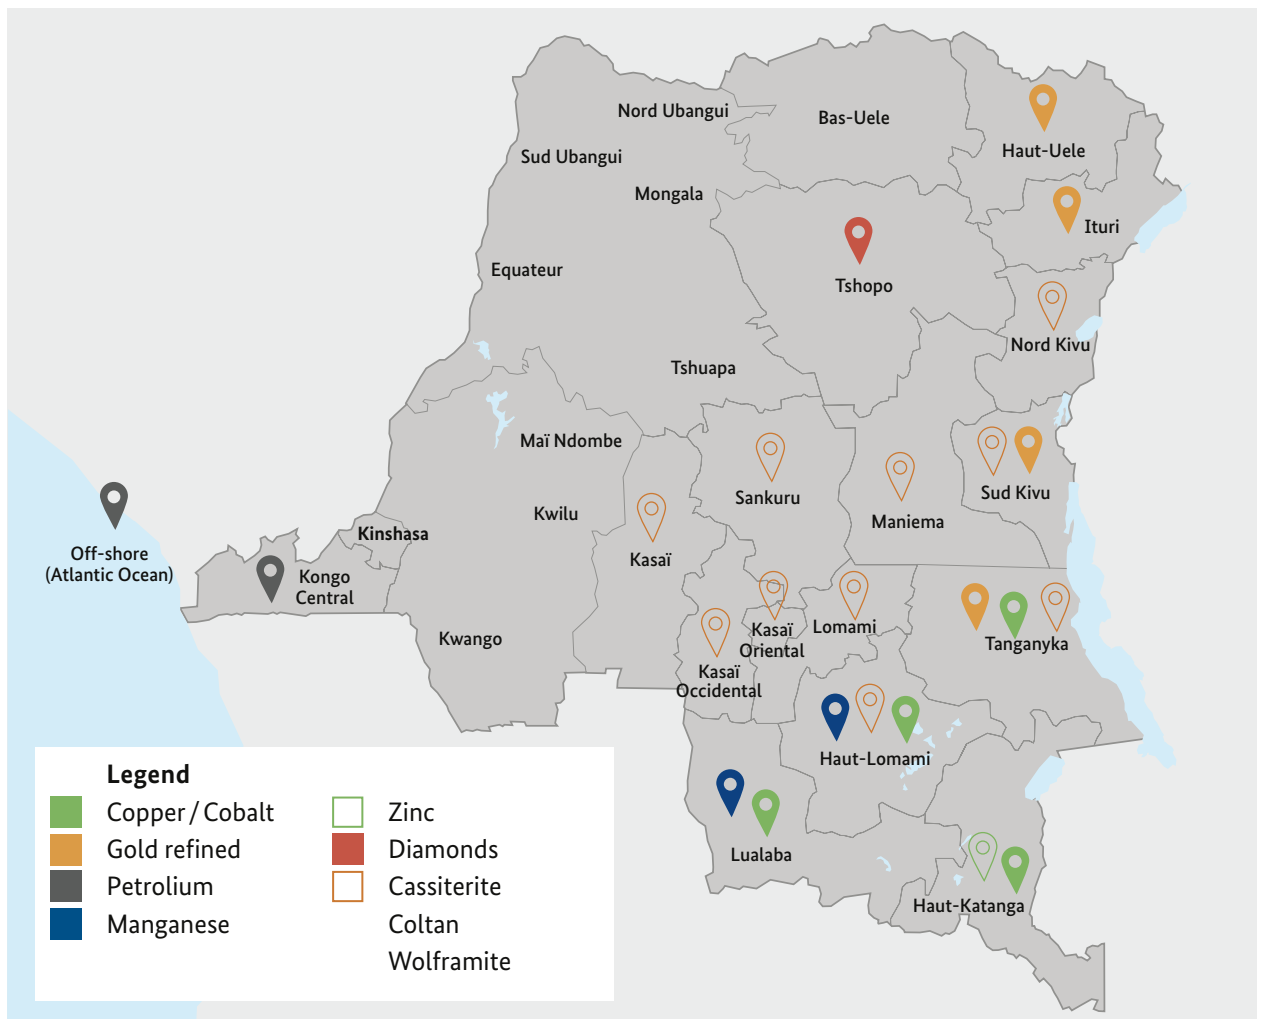 Nord Ubangui
Bas-Uele
Haut-Uele
Sud Ubangui
Mongala
Ituri
Equateur
Tshopo
Nord Kivu
Tshuapa
Maï Ndombe
Sankuru
Sud Kivu
Kwilu
Maniema
Kinshasa
Off-shore
(Atlantic Ocean)
Kasaï
Kongo
Central
Kwango
Kasaï
Oriental
Lomami
Tanganyka
Kasaï
Occidental
Haut-Lomami
Lualaba
Haut-Katanga
Legend
Copper / Cobalt
Gold refined
Petrolium
Manganese
Zinc
Diamonds
Cassiterite
Coltan
Wolframite